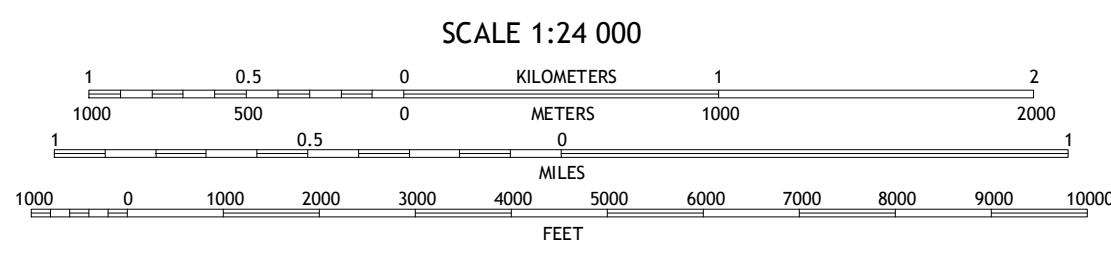 SCALE 1:24 000
1 0.5 0 KILOMETERS 1 2
1000 500 0 METERS 1000 2000
1 0.5 0 1
MILES
1000 0 1000 2000 3000 4000 5000 6000 7000 8000 9000 10000
FEET